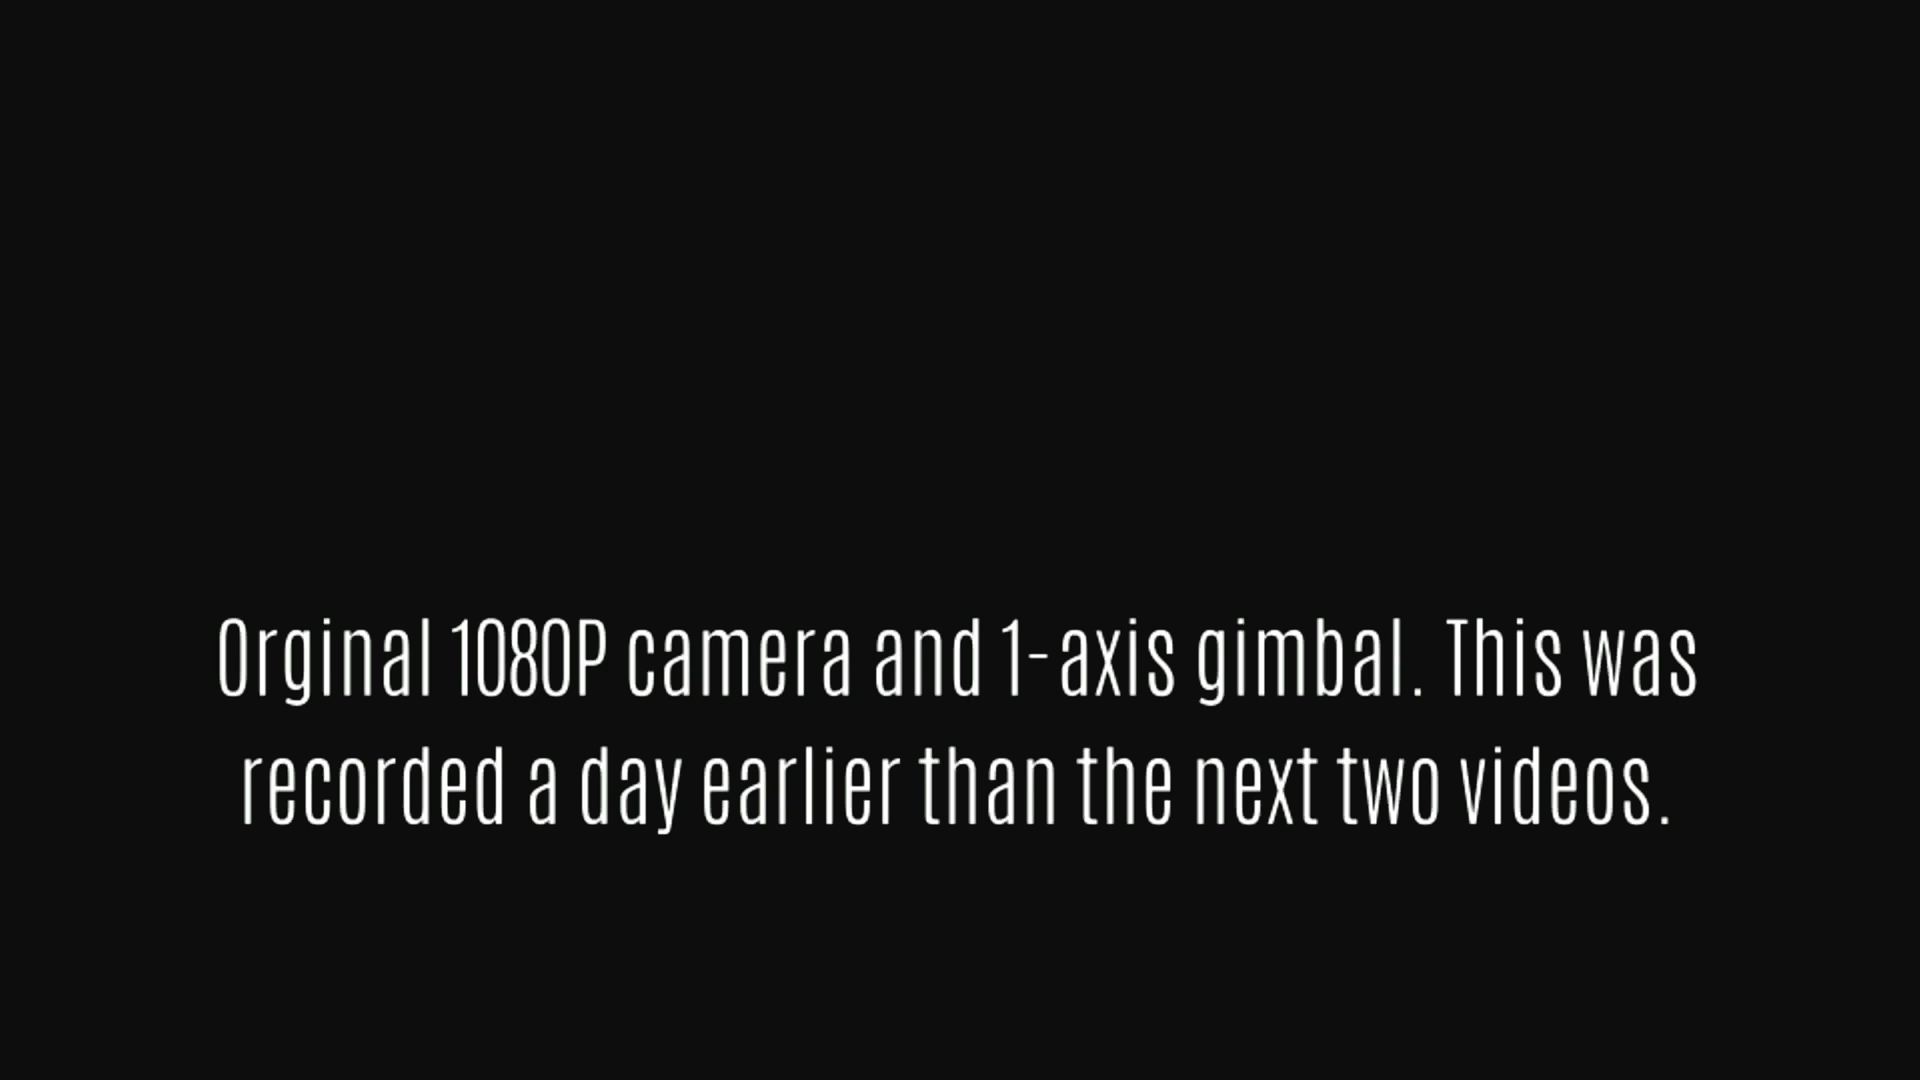 Orginal 1080P camera and 1-axis gimbal. This was
recorded a day earlier than the next two videos.